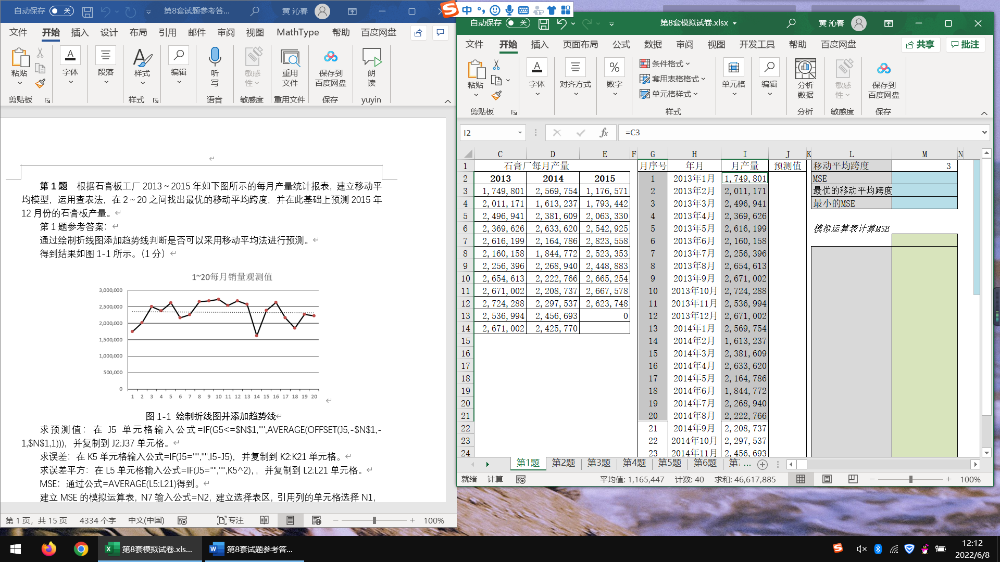 自动保存 关 第8套试题参考答... 黄 沁春
文件 开始 插入 设计 布局 引用 邮件 审阅 视图 MathType 帮助 百度网盘
粘贴 字体 段落 样式 编辑 听写 敏感性 重用文件 保存到百度网盘 朗读
剪贴板 样式 语音 敏感度 重用文件 保存 yuyin
第 1 题 根据石膏板工厂 2013 ~ 2015 年如下图所示的每月产量统计报表，建立移动平
均模型，运用查表法，在 2 ~ 20 之间找出最优的移动平均跨度，并在此基础上预测 2015 年
12 月份的石膏板产量。
第 1 题参考答案：
通过绘制折线图添加趋势线判断是否可以采用移动平均法进行预测。
得到结果如图 1-1 所示。（1 分）
1~20每月销量观测值
3,000,000
2,500,000
2,000,000
1,500,000
1,000,000
500,000
0
1 2 3 4 5 6 7 8 9 10 11 12 13 14 15 16 17 18 19 20
图 1-1 绘制折线图并添加趋势线
求预测值：在 J5 单元格输入公式=IF(G5<=$N$1,"",AVERAGE(OFFSET(J5,-$N$1,-
1,$N$1,1)))，并复制到 J2:J37 单元格。
求误差：在 K5 单元格输入公式=IF(J5="","",I5-J5)，并复制到 K2:K21 单元格。
求误差平方：在 L5 单元格输入公式=IF(J5="","",K5^2),，并复制到 L2:L21 单元格。
MSE：通过公式=AVERAGE(L5:L21)得到。
建立 MSE 的模拟运算表，N7 输入公式=N2，建立选择表区，引用列的单元格选择 N1，
第 1 页，共 15 页 4334 个字 中文(中国) 专注 100%
中
自动保存 关 第8套模拟试卷.xlsx 黄 沁春
文件 开始 插入 页面布局 公式 数据 审阅 视图 开发工具 帮助 百度网盘 共享 批注
粘贴 字体 对齐方式 % 数字 条件格式 套用表格格式 单元格样式 单元格 编辑 分析数据 敏感性 保存到百度网盘
剪贴板 样式 分析 敏感度 保存
I2 fx =C3
C D E F G H I J K L M N
1 石膏厂每月产量 月序号 年月 月产量 预测值 移动平均跨度 3
2 2013 2014 2015 1 2013年1月 1,749,801 MSE
3 1,749,801 2,569,754 1,176,571 2 2013年2月 2,011,171 最优的移动平均跨度
4 2,011,171 1,613,237 1,793,442 3 2013年3月 2,496,941 最小的MSE
5 2,496,941 2,381,609 2,063,330 4 2013年4月 2,369,626
6 2,369,626 2,633,620 2,542,925 5 2013年5月 2,616,199 模拟运算表计算MSE
7 2,616,199 2,164,786 2,823,558 6 2013年6月 2,160,158
8 2,160,158 1,844,772 2,523,353 7 2013年7月 2,256,396
9 2,256,396 2,268,940 2,448,883 8 2013年8月 2,654,613
10 2,654,613 2,222,766 2,665,254 9 2013年9月 2,671,002
11 2,671,002 2,208,737 2,667,578 10 2013年10月 2,724,288
12 2,724,288 2,297,537 2,623,748 11 2013年11月 2,536,994
13 2,536,994 2,456,693 0 12 2013年12月 2,671,002
14 2,671,002 2,425,770 13 2014年1月 2,569,754
15 14 2014年2月 1,613,237
16 15 2014年3月 2,381,609
17 16 2014年4月 2,633,620
18 17 2014年5月 2,164,786
19 18 2014年6月 1,844,772
20 19 2014年7月 2,268,940
21 20 2014年8月 2,222,766
22 21 2014年9月 2,208,737
23 22 2014年10月 2,297,537
24 23 2014年11月 2,456,693
第1题 第2题 第3题 第4题 第5题 第6题 第7 ...
就绪 计算 平均值: 1,165,447 计数: 40 求和: 46,617,885 100%
第8套模拟试卷.xls... 第8套试题参考答... 12:12
2022/6/8